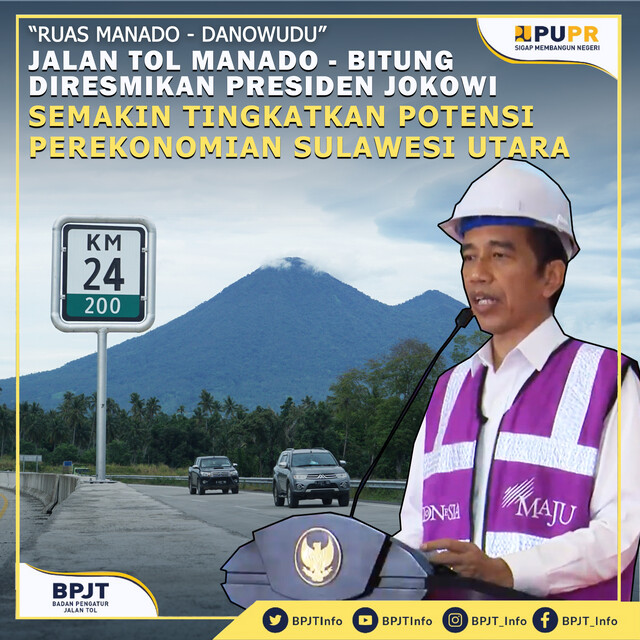 "RUAS MANADO - DANOWUDU"
PUPR
SIGAP MEMBANGUN NEGERI
JALAN TOL MANADO - BITUNG
DIRESMIKAN PRESIDEN JOKOWI
SEMAKIN TINGKATKAN POTENSI
PEREKONOMIAN SULAWESI UTARA
KM
24
200
MAJU
BPJT
BADAN PENGATUR
JALAN TOL
BPJTInfo
BPJTInfo
BPJT_Info
BPJT_Info